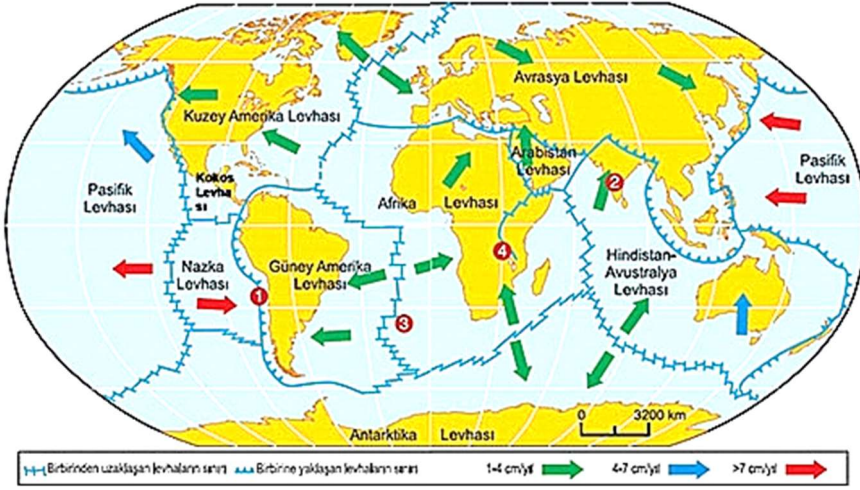 Avrasya Levhası
Kuzey Amerika Levhası
Arabistan
Levhası
Pasifik
Levhası
Kokos
Levha
sı
2
Pasifik
Levhası
Afrika Levhası
4
Nazka
Levhası
Güney Amerika
Levhası
Hindistan-
Avustralya
Levhası
1
3
0 3200 km
Antarktika Levhası
Birbirinden uzaklaşan levhaların sınırı Birbirine yaklaşan levhaların sınırı 1-4 cm/yıl 4-7 cm/yıl >7 cm/yıl